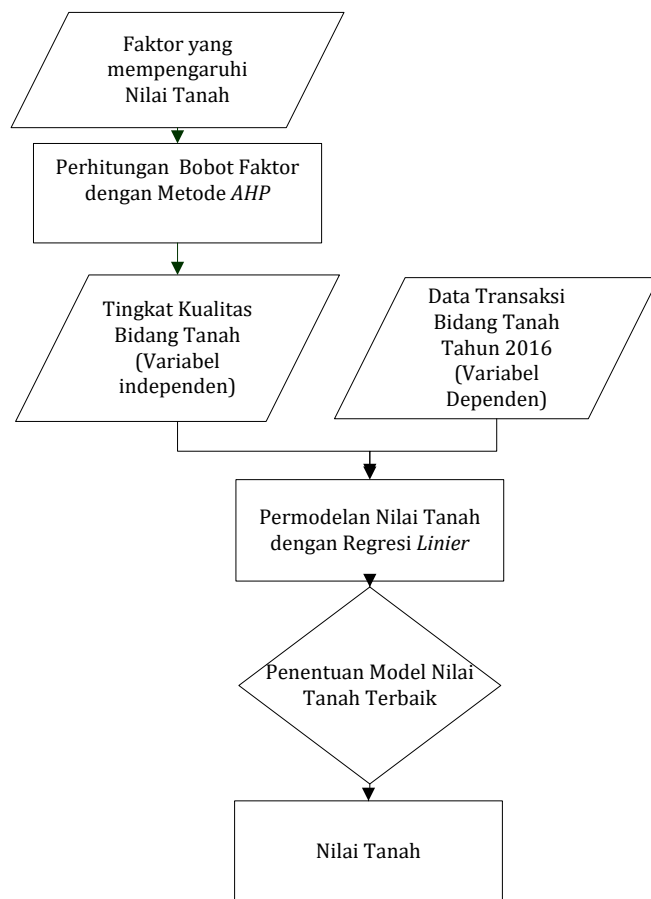 Faktor yang
mempengaruhi
Nilai Tanah
Perhitungan Bobot Faktor
dengan Metode AHP
Tingkat Kualitas
Bidang Tanah
(Variabel
independen)
Data Transaksi
Bidang Tanah
Tahun 2016
(Variabel
Dependen)
Permodelan Nilai Tanah
dengan Regresi Linier
Penentuan Model Nilai
Tanah Terbaik
Nilai Tanah